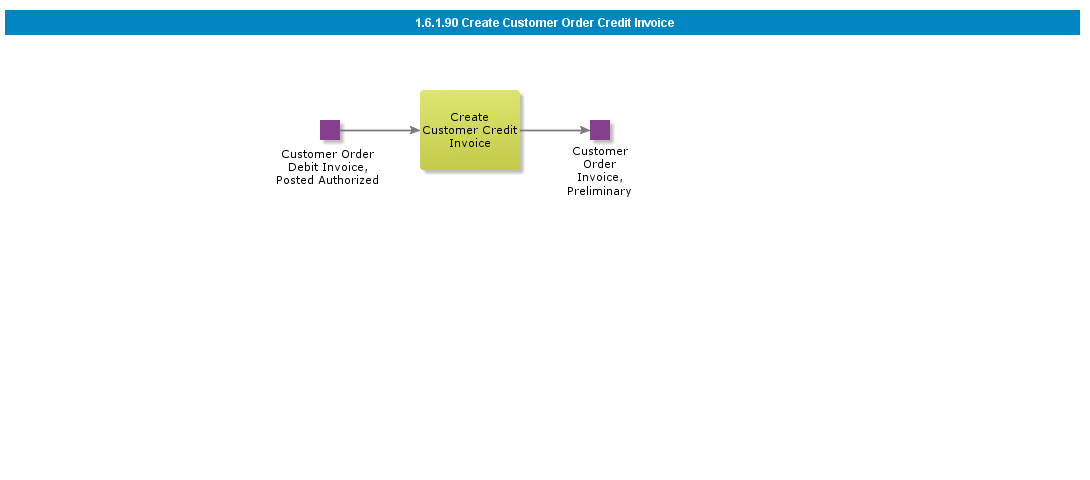 1.6.1.90 Create Customer Order Credit Invoice
Create
Customer Credit
Invoice
Customer Order
Debit Invoice,
Posted Authorized
Customer
Order
Invoice,
Preliminary